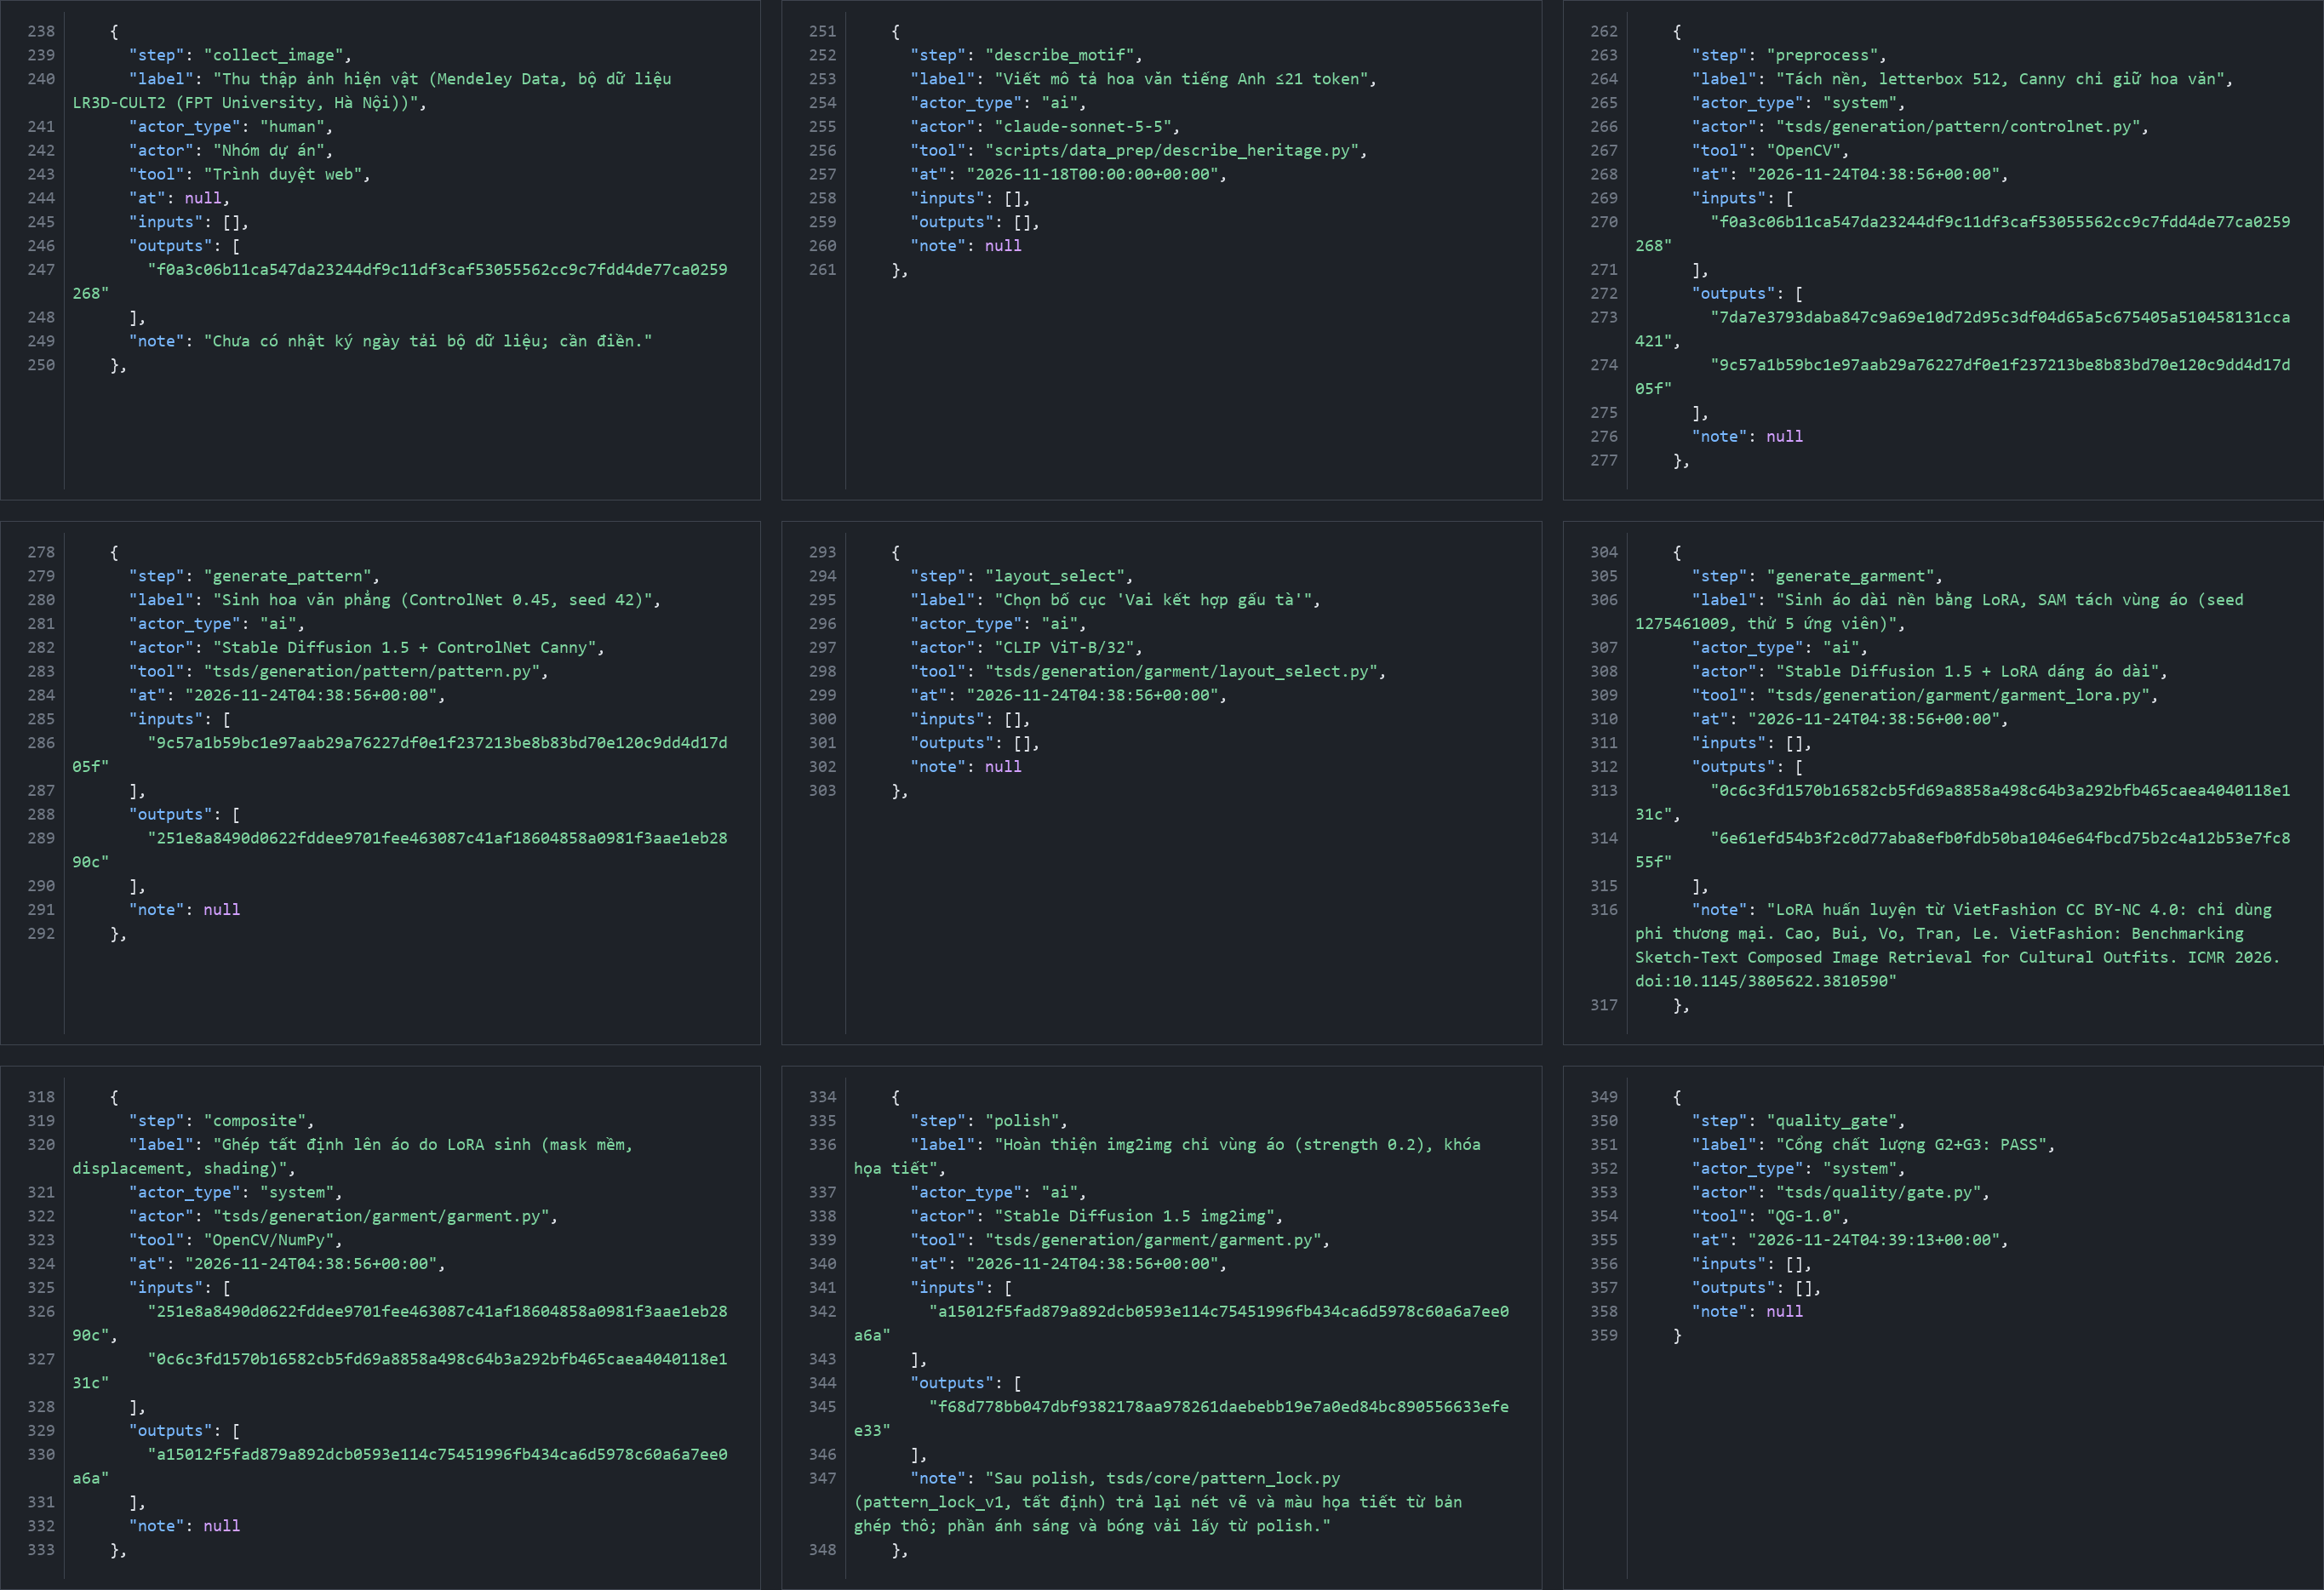 238 {
239 "step": "collect_image",
240 "label": "Thu thập ảnh hiện vật (Mendeley Data, bộ dữ liệu
LR3D-CULT2 (FPT University, Hà Nội))",
241 "actor_type": "human",
242 "actor": "Nhóm dự án",
243 "tool": "Trình duyệt web",
244 "at": null,
245 "inputs": [],
246 "outputs": [
247 "f0a3c06b11ca547da23244df9c11df3caf53055562cc9c7fdd4de77ca0259
268"
248 ],
249 "note": "Chưa có nhật ký ngày tải bộ dữ liệu; cần điền."
250 },
251 {
252 "step": "describe_motif",
253 "label": "Viết mô tả hoa văn tiếng Anh ≤21 token",
254 "actor_type": "ai",
255 "actor": "claude-sonnet-5-5",
256 "tool": "scripts/data_prep/describe_heritage.py",
257 "at": "2026-11-18T00:00:00+00:00",
258 "inputs": [],
259 "outputs": [],
260 "note": null
261 },
262 {
263 "step": "preprocess",
264 "label": "Tách nền, letterbox 512, Canny chỉ giữ hoa văn",
265 "actor_type": "system",
266 "actor": "tsds/generation/pattern/controlnet.py",
267 "tool": "OpenCV",
268 "at": "2026-11-24T04:38:56+00:00",
269 "inputs": [
270 "f0a3c06b11ca547da23244df9c11df3caf53055562cc9c7fdd4de77ca0259
268"
271 ],
272 "outputs": [
273 "7da7e3793daba847c9a69e10d72d95c3df04d65a5c675405a510458131cca
421",
274 "9c57a1b59bc1e97aab29a76227df0e1f237213be8b83bd70e120c9dd4d17d
05f"
275 ],
276 "note": null
277 },
278 {
279 "step": "generate_pattern",
280 "label": "Sinh hoa văn phẳng (ControlNet 0.45, seed 42)",
281 "actor_type": "ai",
282 "actor": "Stable Diffusion 1.5 + ControlNet Canny",
283 "tool": "tsds/generation/pattern/pattern.py",
284 "at": "2026-11-24T04:38:56+00:00",
285 "inputs": [
286 "9c57a1b59bc1e97aab29a76227df0e1f237213be8b83bd70e120c9dd4d17d
05f"
287 ],
288 "outputs": [
289 "251e8a8490d0622fddee9701fee463087c41af18604858a0981f3aae1eb28
90c"
290 ],
291 "note": null
292 },
293 {
294 "step": "layout_select",
295 "label": "Chọn bố cục 'Vai kết hợp gấu tà'",
296 "actor_type": "ai",
297 "actor": "CLIP ViT-B/32",
298 "tool": "tsds/generation/garment/layout_select.py",
299 "at": "2026-11-24T04:38:56+00:00",
300 "inputs": [],
301 "outputs": [],
302 "note": null
303 },
304 {
305 "step": "generate_garment",
306 "label": "Sinh áo dài nền bằng LoRA, SAM tách vùng áo (seed
1275461009, thử 5 ứng viên)",
307 "actor_type": "ai",
308 "actor": "Stable Diffusion 1.5 + LoRA dáng áo dài",
309 "tool": "tsds/generation/garment/garment_lora.py",
310 "at": "2026-11-24T04:38:56+00:00",
311 "inputs": [],
312 "outputs": [
313 "0c6c3fd1570b16582cb5fd69a8858a498c64b3a292bfb465caea4040118e1
31c",
314 "6e61efd54b3f2c0d77aba8efb0fdb50ba1046e64fbcd75b2c4a12b53e7fc8
55f"
315 ],
316 "note": "LoRA huấn luyện từ VietFashion CC BY-NC 4.0: chỉ dùng
phi thương mại. Cao, Bui, Vo, Tran, Le. VietFashion: Benchmarking
Sketch-Text Composed Image Retrieval for Cultural Outfits. ICMR 2026.
doi:10.1145/3805622.3810590"
317 },
318 {
319 "step": "composite",
320 "label": "Ghép tất định lên áo do LoRA sinh (mask mềm,
displacement, shading)",
321 "actor_type": "system",
322 "actor": "tsds/generation/garment/garment.py",
323 "tool": "OpenCV/NumPy",
324 "at": "2026-11-24T04:38:56+00:00",
325 "inputs": [
326 "251e8a8490d0622fddee9701fee463087c41af18604858a0981f3aae1eb28
90c",
327 "0c6c3fd1570b16582cb5fd69a8858a498c64b3a292bfb465caea4040118e1
31c"
328 ],
329 "outputs": [
330 "a15012f5fad879a892dcb0593e114c75451996fb434ca6d5978c60a6a7ee0
a6a"
331 ],
332 "note": null
333 },
334 {
335 "step": "polish",
336 "label": "Hoàn thiện img2img chỉ vùng áo (strength 0.2), khóa
họa tiết",
337 "actor_type": "ai",
338 "actor": "Stable Diffusion 1.5 img2img",
339 "tool": "tsds/generation/garment/garment.py",
340 "at": "2026-11-24T04:38:56+00:00",
341 "inputs": [
342 "a15012f5fad879a892dcb0593e114c75451996fb434ca6d5978c60a6a7ee0
a6a"
343 ],
344 "outputs": [
345 "f68d778bb047dbf9382178aa978261daebebb19e7a0ed84bc890556633efe
e33"
346 ],
347 "note": "Sau polish, tsds/core/pattern_lock.py
(pattern_lock_v1, tất định) trả lại nét vẽ và màu họa tiết từ bản
ghép thô; phần ánh sáng và bóng vải lấy từ polish."
348 },
349 {
350 "step": "quality_gate",
351 "label": "Cổng chất lượng G2+G3: PASS",
352 "actor_type": "system",
353 "actor": "tsds/quality/gate.py",
354 "tool": "QG-1.0",
355 "at": "2026-11-24T04:39:13+00:00",
356 "inputs": [],
357 "outputs": [],
358 "note": null
359 }